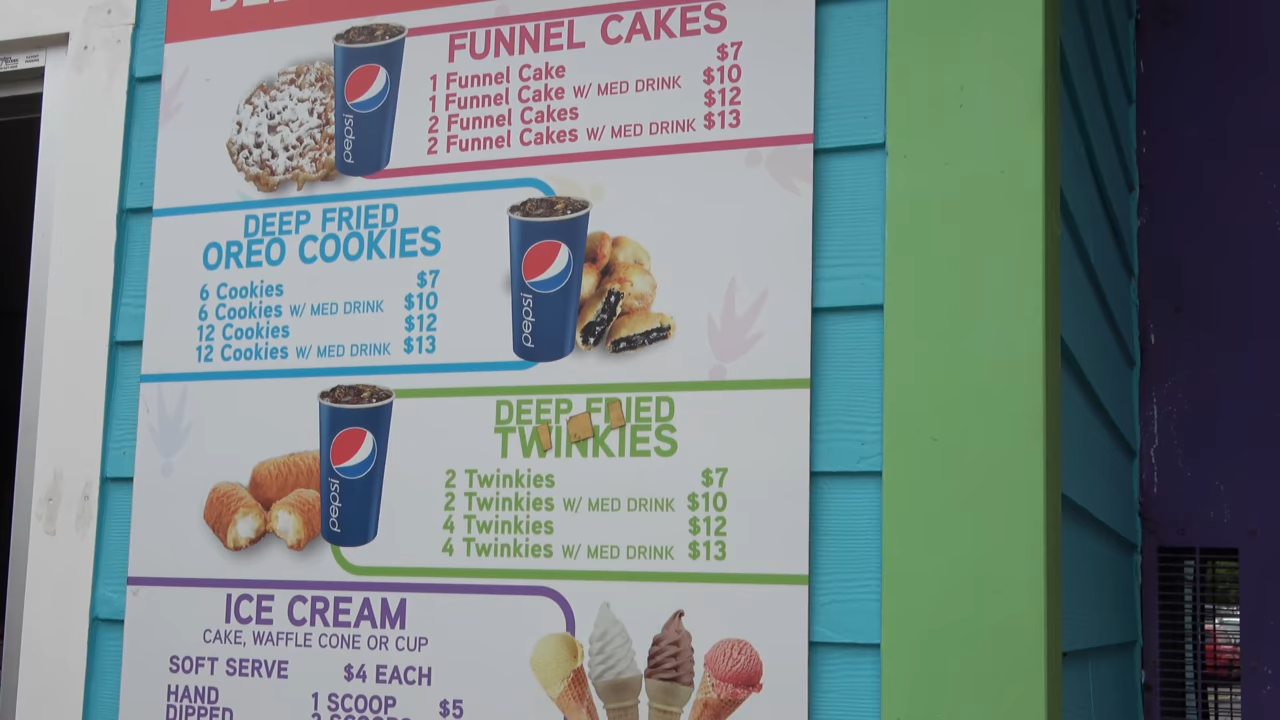 FUNNEL CAKES
1 Funnel Cake $7
1 Funnel Cake W/ MED DRINK $10
2 Funnel Cakes $12
2 Funnel Cakes W/ MED DRINK $13
pepsi
DEEP FRIED
OREO COOKIES
6 Cookies $7
6 Cookies W/ MED DRINK $10
12 Cookies $12
12 Cookies W/ MED DRINK $13
pepsi
DEEP FRIED
TWINKIES
2 Twinkies $7
2 Twinkies W/ MED DRINK $10
4 Twinkies $12
4 Twinkies W/ MED DRINK $13
pepsi
ICE CREAM
CAKE, WAFFLE CONE OR CUP
SOFT SERVE $4 EACH
HAND 1 SCOOP $5
DIPPED